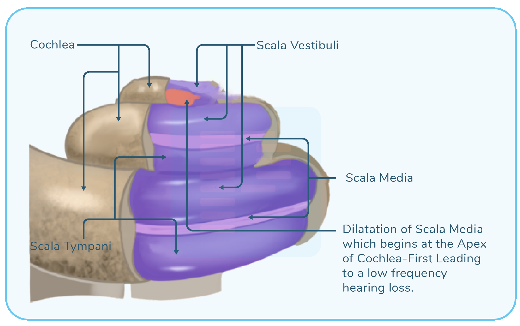 Cochlea
Scala Vestibuli
Scala Media
Scala Tympani
Dilatation of Scala Media
which begins at the Apex
of Cochlea-First Leading
to a low frequency
hearing loss.